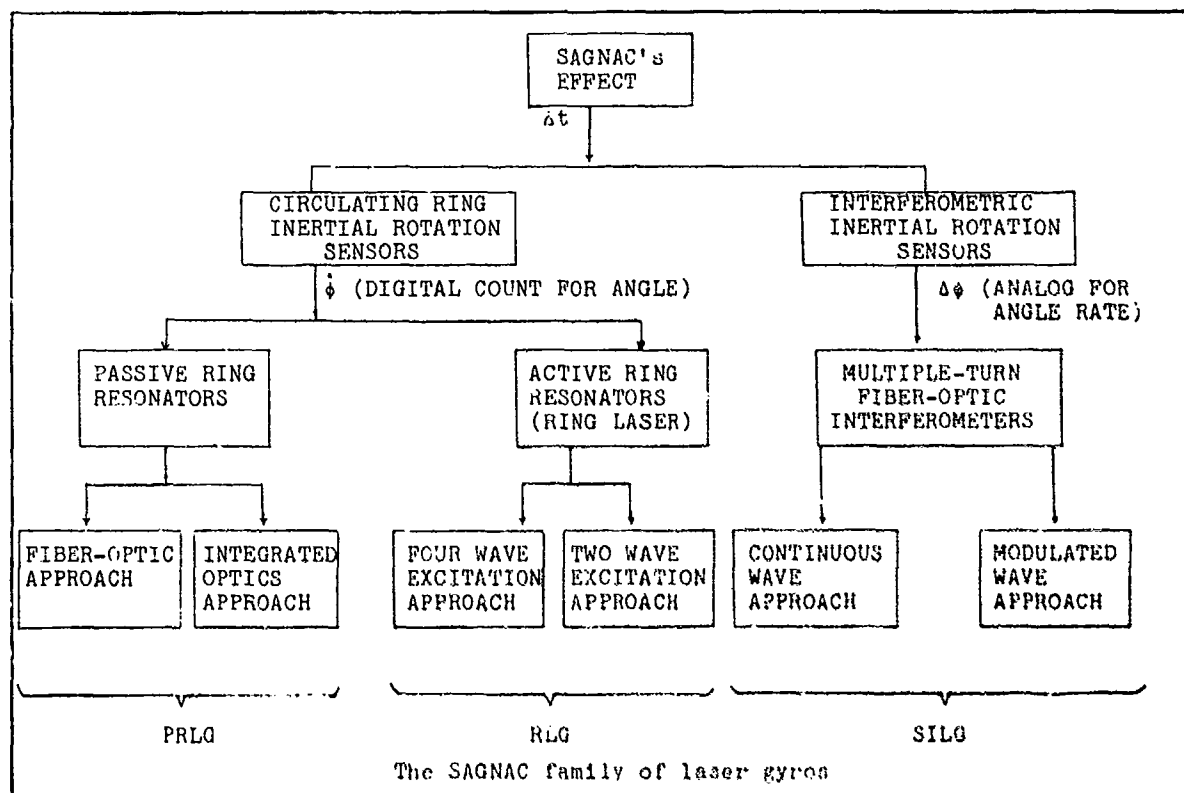 SAGNAC's
EFFECT
Δt
CIRCULATING RING
INERTIAL ROTATION
SENSORS
INTERFEROMETRIC
INERTIAL ROTATION
SENSORS
ϕ̇ (DIGITAL COUNT FOR ANGLE)
Δϕ (ANALOG FOR
ANGLE RATE)
PASSIVE RING
RESONATORS
ACTIVE RING
RESONATORS
(RING LASER)
MULTIPLE-TURN
FIBER-OPTIC
INTERFEROMETERS
FIBER-OPTIC
APPROACH
INTEGRATED
OPTICS
APPROACH
FOUR WAVE
EXCITATION
APPROACH
TWO WAVE
EXCITATION
APPROACH
CONTINUOUS
WAVE
APPROACH
MODULATED
WAVE
APPROACH
PRLG
RLG
SILG
The SAGNAC family of laser gyros